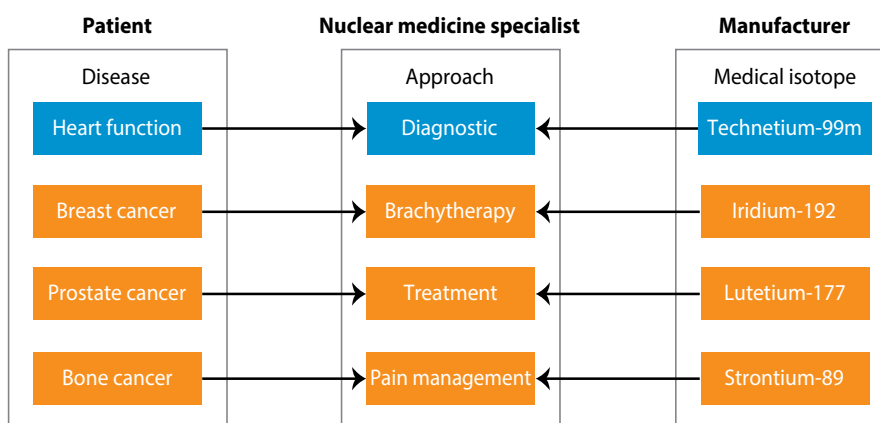 Patient
Nuclear medicine specialist
Manufacturer
Disease
Approach
Medical isotope
Heart function
Diagnostic
Technetium-99m
Breast cancer
Brachytherapy
Iridium-192
Prostate cancer
Treatment
Lutetium-177
Bone cancer
Pain management
Strontium-89